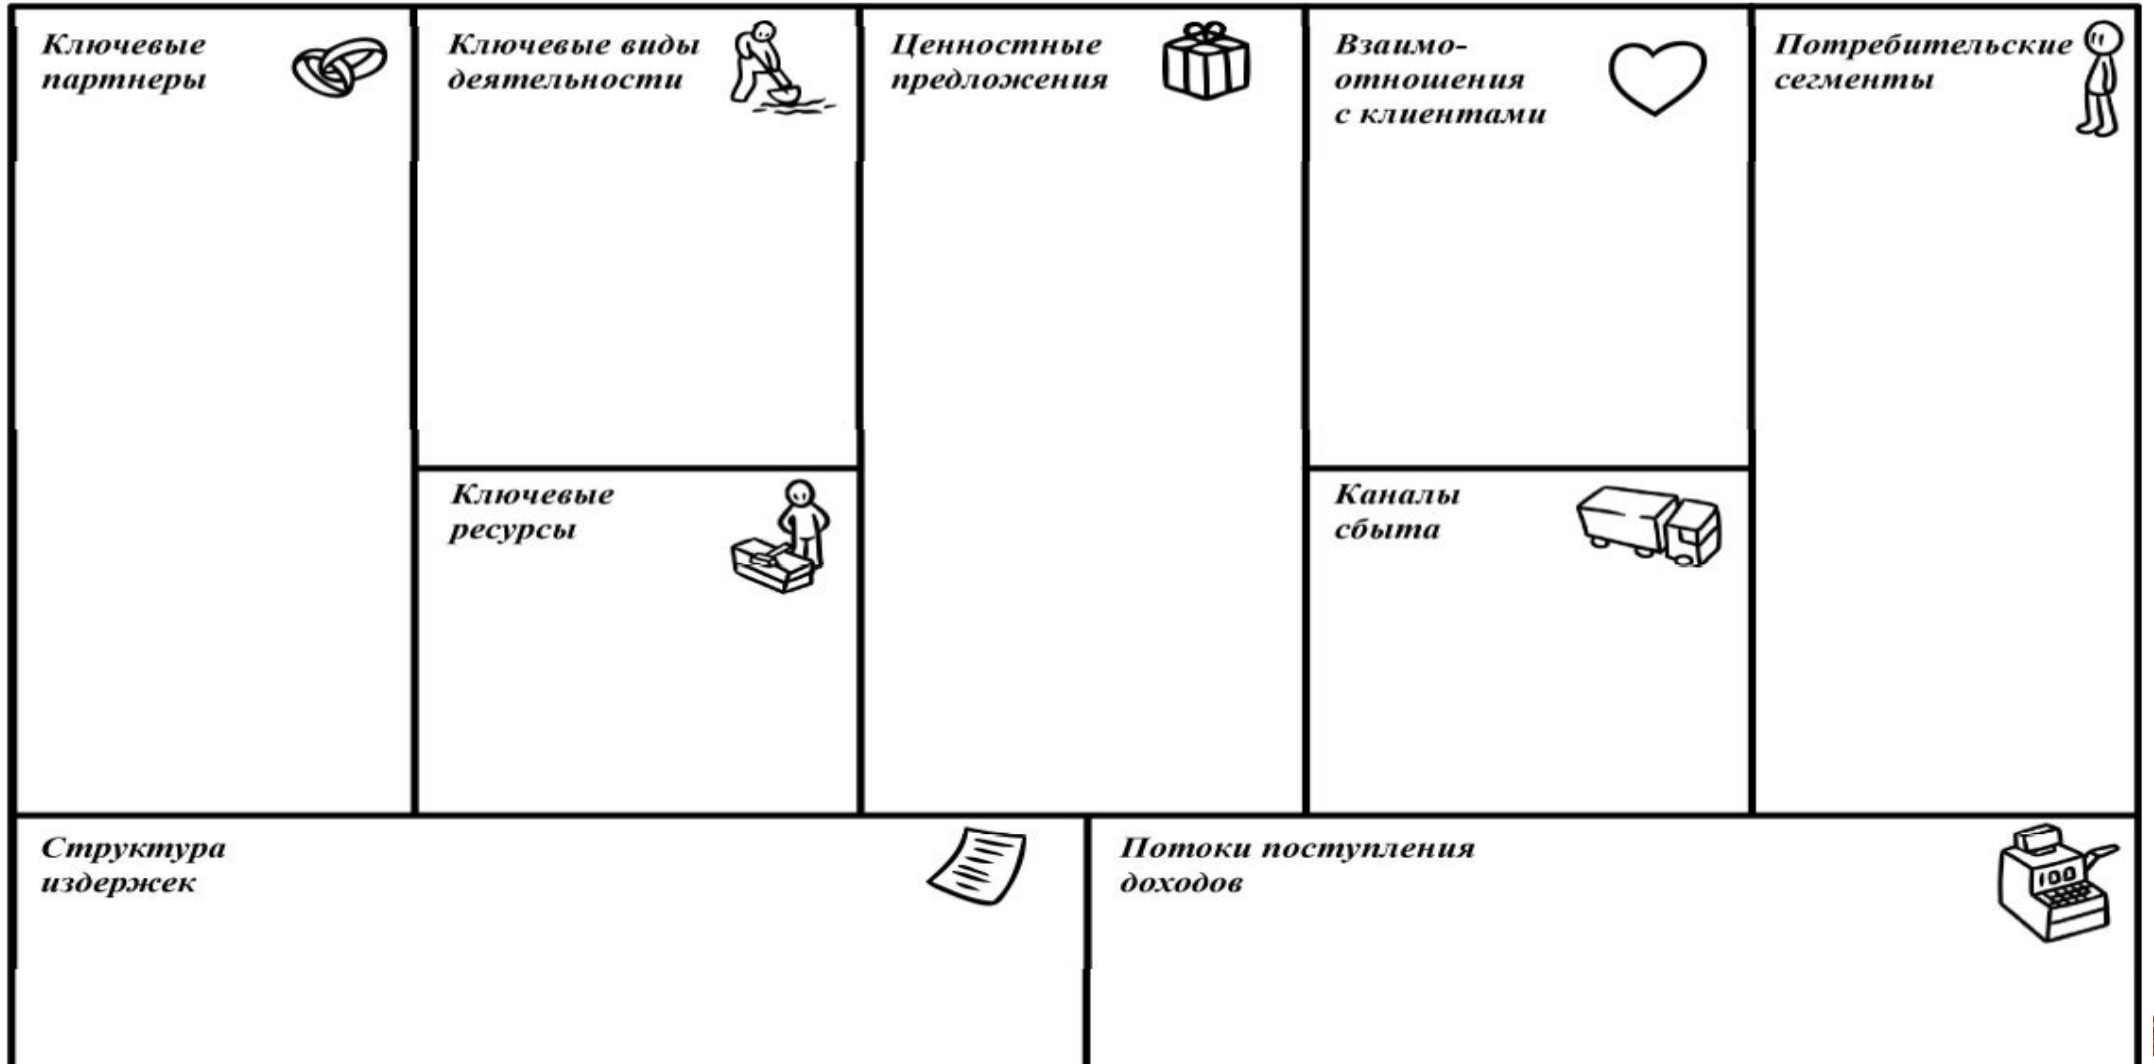 Ключевые
партнеры
Ключевые виды
деятельности
Ключевые
ресурсы
Ценностные
предложения
Взаимо-
отношения
с клиентами
Каналы
сбыта
Потребительские
сегменты
Структура
издержек
Потоки поступления
доходов